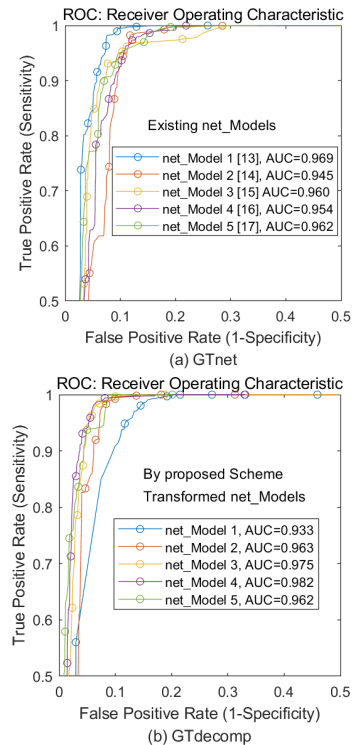 ROC: Receiver Operating Characteristic
1
0.9
0.8
0.7
0.6
0.5
True Positive Rate (Sensitivity)
Existing net_Models
net_Model 1 [13], AUC=0.969
net_Model 2 [14], AUC=0.945
net_Model 3 [15] AUC=0.960
net_Model 4 [16], AUC=0.954
net_Model 5 [17], AUC=0.962
0 0.1 0.2 0.3 0.4 0.5
False Positive Rate (1-Specificity)
(a) GTnet
ROC: Receiver Operating Characteristic
1
0.9
0.8
0.7
0.6
0.5
True Positive Rate (Sensitivity)
By proposed Scheme
Transformed net_Models
net_Model 1, AUC=0.933
net_Model 2, AUC=0.963
net_Model 3, AUC=0.975
net_Model 4, AUC=0.982
net_Model 5, AUC=0.962
0 0.1 0.2 0.3 0.4 0.5
False Positive Rate (1-Specificity)
(b) GTdecomp